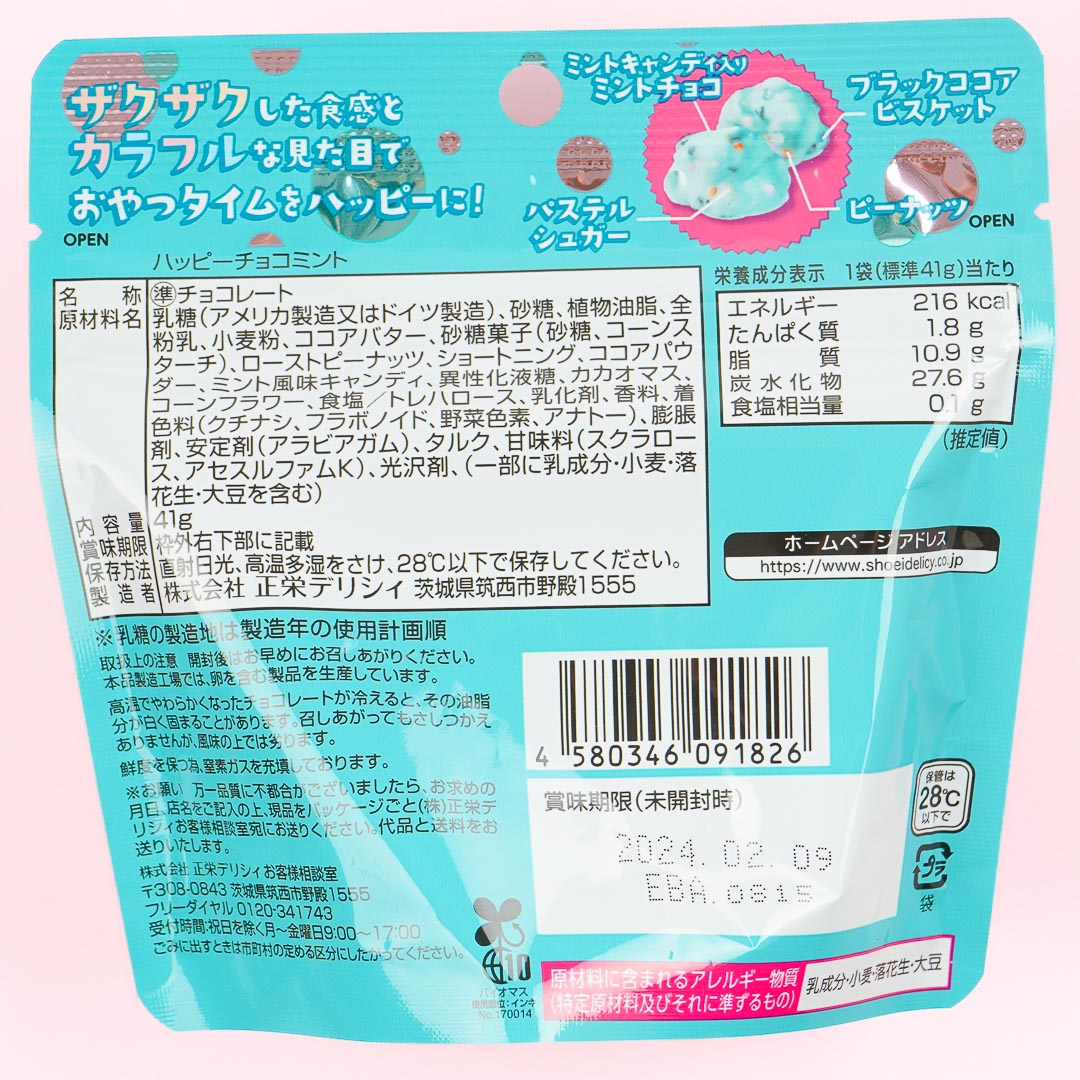 ザクザクした食感と
カラフルな見た目で
おやつタイムをハッピーに!
OPEN
ミントキャンディ入り
ミントチョコ
ブラックココア
ビスケット
パステル
シュガー
ピーナッツ
OPEN
ハッピーチョコミント
名称 準チョコレート
原材料名 乳糖(アメリカ製造又はドイツ製造)、砂糖、植物油脂、全
粉乳、小麦粉、ココアバター、砂糖菓子(砂糖、コーンス
ターチ)、ローストピーナッツ、ショートニング、ココアパウ
ダー、ミント風味キャンディ、異性化液糖、カカオマス、
コーンフラワー、食塩/トレハロース、乳化剤、香料、着
色料(クチナシ、フラボノイド、野菜色素、アナトー)、膨脹
剤、安定剤(アラビアガム)、タルク、甘味料(スクラロー
ス、アセスルファムK)、光沢剤、(一部に乳成分・小麦・落
花生・大豆を含む)
内容量 41g
賞味期限 枠外右下部に記載
保存方法 直射日光、高温多湿をさけ、28℃以下で保存してください。
製造者 株式会社 正栄デリシィ 茨城県筑西市野殿1555
栄養成分表示 1袋(標準41g)当たり
エネルギー 216 kcal
たんぱく質 1.8 g
脂質 10.9 g
炭水化物 27.6 g
食塩相当量 0.1 g
(推定値)
ホームページアドレス
https://www.shoeidelicy.co.jp
※乳糖の製造地は製造年の使用計画順
取扱上の注意 開封後はお早めにお召しあがりください。
本品製造工場では、卵を含む製品を生産しています。
高温でやわらかくなったチョコレートが冷えると、その油脂
分が白く固まることがあります。召しあがってもさしつかえ
ありませんが、風味の上では劣ります。
鮮度を保つ為、窒素ガスを充填しております。
※お願い 万一品質に不都合がございましたら、お求めの
月日、店名をご記入の上、現品をパッケージごと(株)正栄デ
リシィお客様相談室宛にお送りください。代品と送料をお
送りいたします。
株式会社 正栄デリシィお客様相談室
〒308-0843 茨城県筑西市野殿1555
フリーダイヤル 0120-341743
受付時間:祝日を除く月～金曜日9:00～17:00
ごみに出すときは市町村の定める区分にしたがってください。
4 580346 091826
賞味期限(未開封時)
2024.02.09
EBA.0815
保管は
28℃
以下で
プラ
袋
10
バイオマス
使用部位:インキ
No.170014
原材料に含まれるアレルギー物質
(特定原材料及びそれに準ずるもの)
乳成分・小麦・落花生・大豆